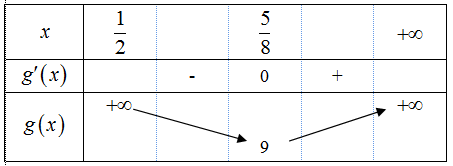 x 1/2 5/8 +∞
g′(x) - 0 +
g(x) +∞ 9 +∞